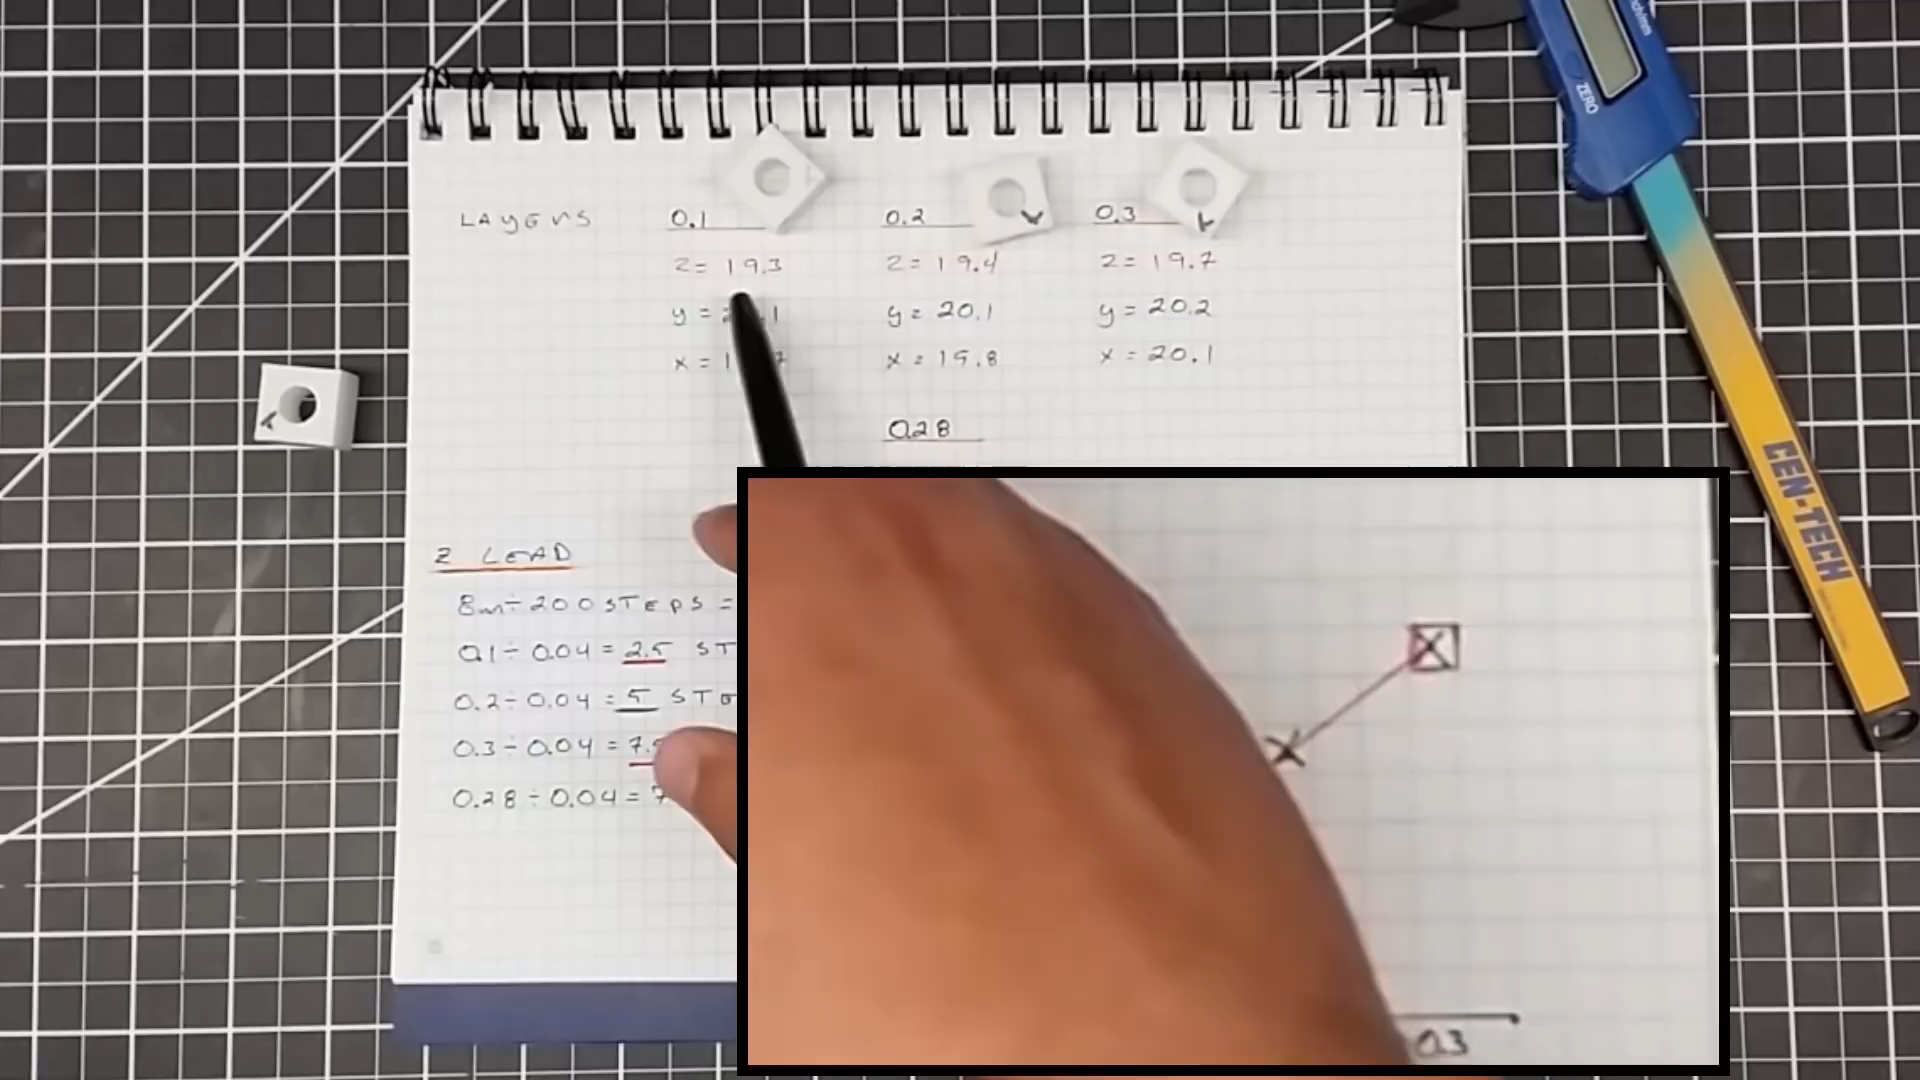 LAYERS 0.1 0.2 0.3
z= 19.3 z= 19.4 z= 19.7
y = y= 20.1 y= 20.2
x = x = 19.8 x = 20.1
0.28
Z LEAD
8m÷200 STEPS =
0.1÷ 0.04 = 2.5
0.2÷ 0.04 = 5
0.3÷ 0.04 =
0.28 ÷ 0.04 =
X
X
0.3
ZERO
CEN-TECH